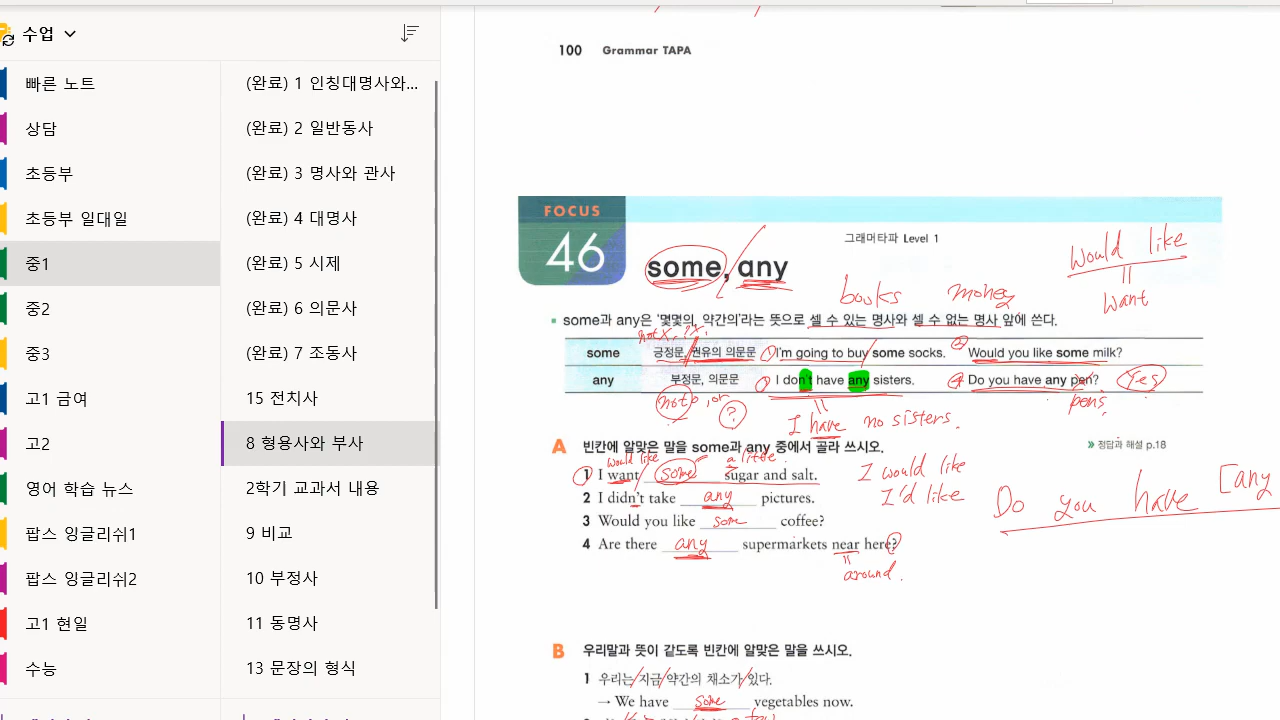 수업
빠른 노트
상담
초등부
초등부 일대일
중1
중2
중3
고1 금여
고2
영어 학습 뉴스
팝스 잉글리쉬1
팝스 잉글리쉬2
고1 현일
수능
(완료) 1 인칭대명사와...
(완료) 2 일반동사
(완료) 3 명사와 관사
(완료) 4 대명사
(완료) 5 시제
(완료) 6 의문사
(완료) 7 조동사
15 전치사
8 형용사와 부사
2학기 교과서 내용
9 비교
10 부정사
11 동명사
13 문장의 형식
100 Grammar TAPA
FOCUS
46
그래머타파 Level 1
some, any
would like
=
want
books money
some과 any은 '몇몇의, 약간의'라는 뜻으로 셀 수 있는 명사와 셀 수 없는 명사 앞에 쓴다.
not X, ? X,
some 긍정문, 권유의 의문문 ① I'm going to buy some socks. ② Would you like some milk?
any 부정문, 의문문 I don't have any sisters. Do you have any pen? Yes
not , or ? pens
I have no sisters.
A 빈칸에 알맞은 말을 some과 any 중에서 골라 쓰시오.
정답과 해설 p.18
would like a little
1 I want some sugar and salt.
I would like
2 I didn't take any pictures.
I'd like
Do you have [any
3 Would you like some coffee?
4 Are there any supermarkets near here?
=
around.
B 우리말과 뜻이 같도록 빈칸에 알맞은 말을 쓰시오.
1 우리는 지금 약간의 채소가 있다.
→ We have some vegetables now.